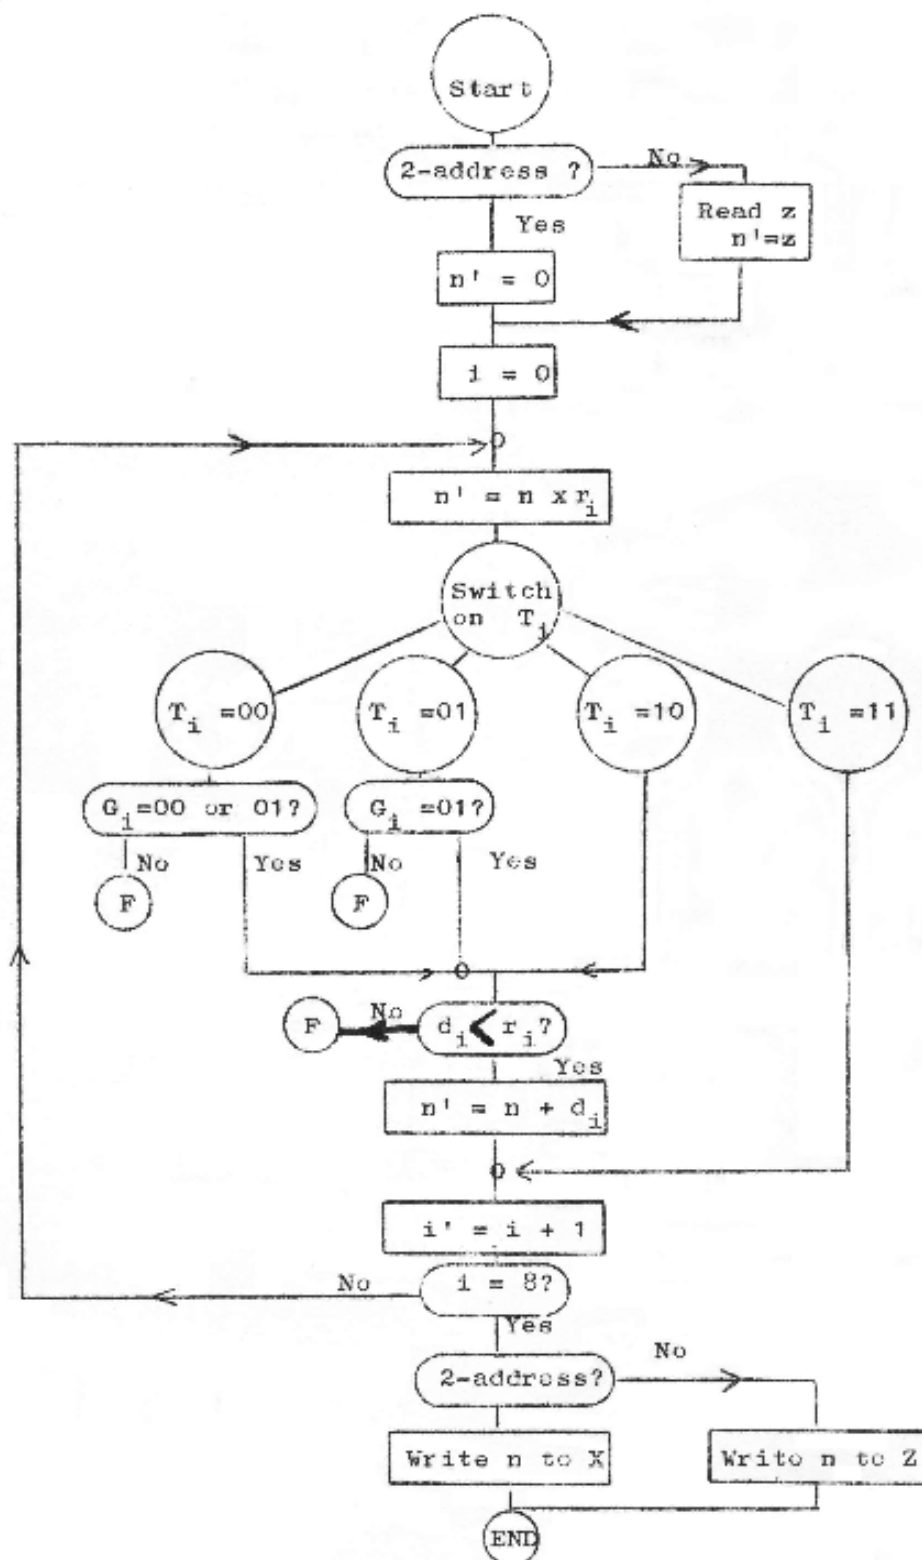 Start
2-address ?
No
Read z
n'=z
Yes
n' = 0
i = 0
n' = n x r_i
Switch
on T_i
T_i =00
T_i =01
T_i =10
T_i =11
G_i=00 or 01?
G_i =01?
No
Yes
No
Yes
F
F
F
No
d_i < r_i?
Yes
n' = n + d_i
i' = i + 1
No
i = 8?
Yes
2-address?
No
Write n to X
Write n to Z
END